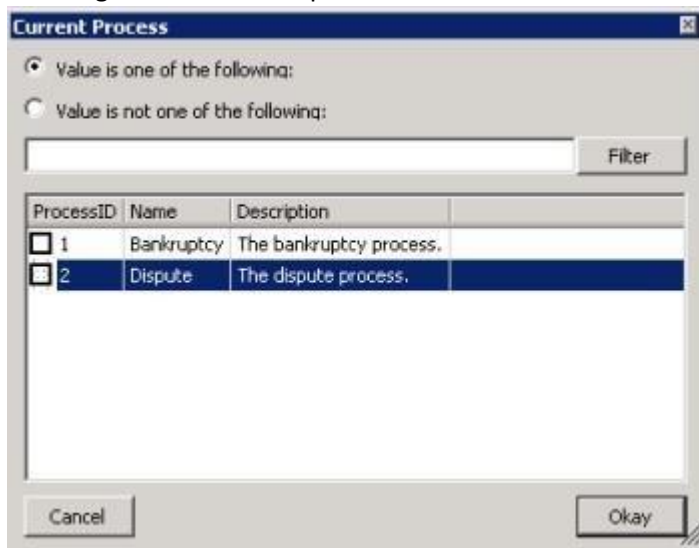 Current Process
Value is one of the following:
Value is not one of the following:
Filter
ProcessID Name Description
1 Bankruptcy The bankruptcy process.
2 Dispute The dispute process.
Cancel Okay